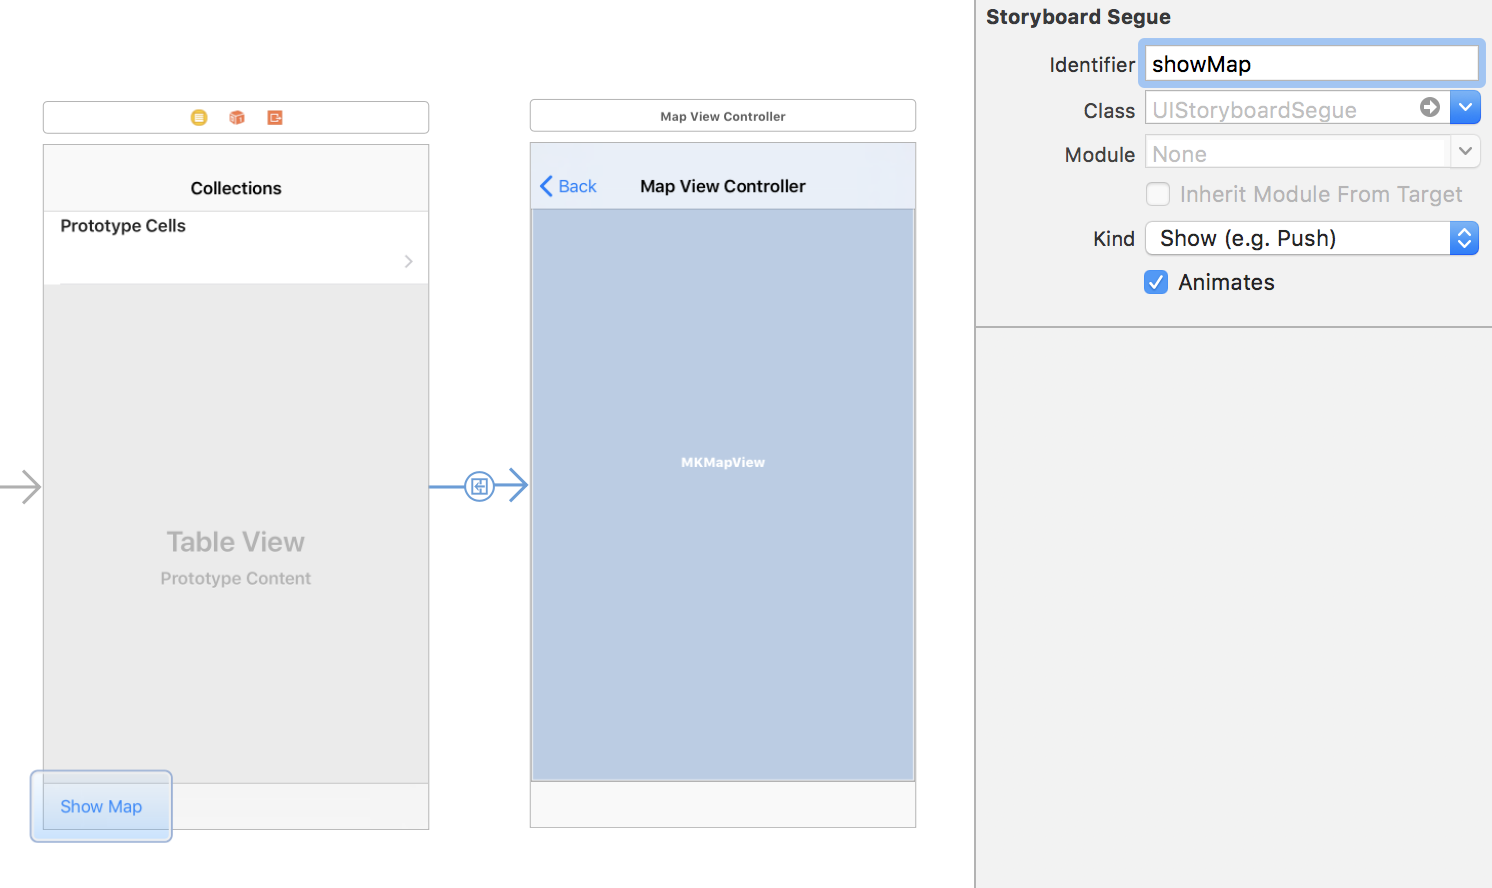 Collections
Prototype Cells
Table View
Prototype Content
Show Map
Map View Controller
Back
Map View Controller
MKMapView
Storyboard Segue
Identifier showMap
Class UIStoryboardSegue
Module None
Inherit Module From Target
Kind Show (e.g. Push)
Animates